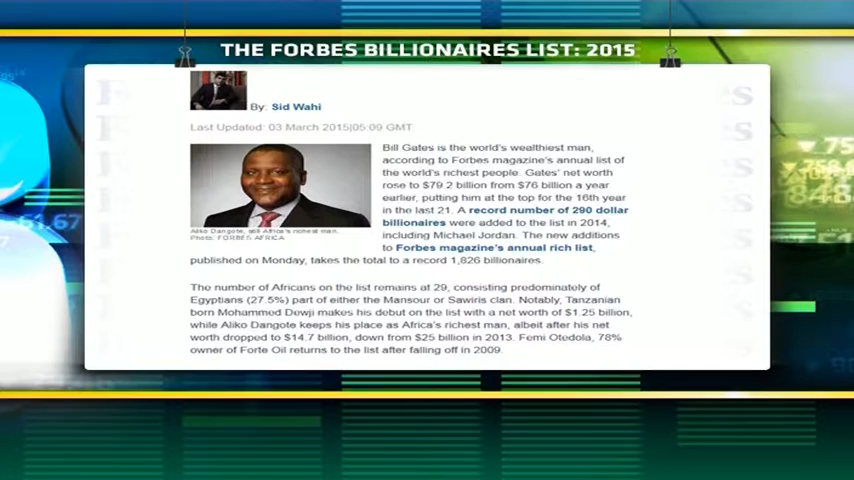 THE FORBES BILLIONAIRES LIST: 2015
By: Sid Wahi
Last Updated: 03 March 2015|05:09 GMT
Bill Gates is the world's wealthiest man,
according to Forbes magazine's annual list of
the world's richest people. Gates' net worth
rose to $79.2 billion from $76 billion a year
earlier, putting him at the top for the 16th year
in the last 21. A record number of 290 dollar
billionaires were added to the list in 2014,
including Michael Jordan. The new additions
to Forbes magazine's annual rich list,
published on Monday, takes the total to a record 1,826 billionaires.
Aliko Dangote, still Africa's richest man.
Photo: FORBES AFRICA
The number of Africans on the list remains at 29, consisting predominately of
Egyptians (27.5%) part of either the Mansour or Sawiris clan. Notably, Tanzanian
born Mohammed Dewji makes his debut on the list with a net worth of $1.25 billion,
while Aliko Dangote keeps his place as Africa's richest man, albeit after his net
worth dropped to $14.7 billion, down from $25 billion in 2013. Femi Otedola, 78%
owner of Forte Oil returns to the list after falling off in 2009.